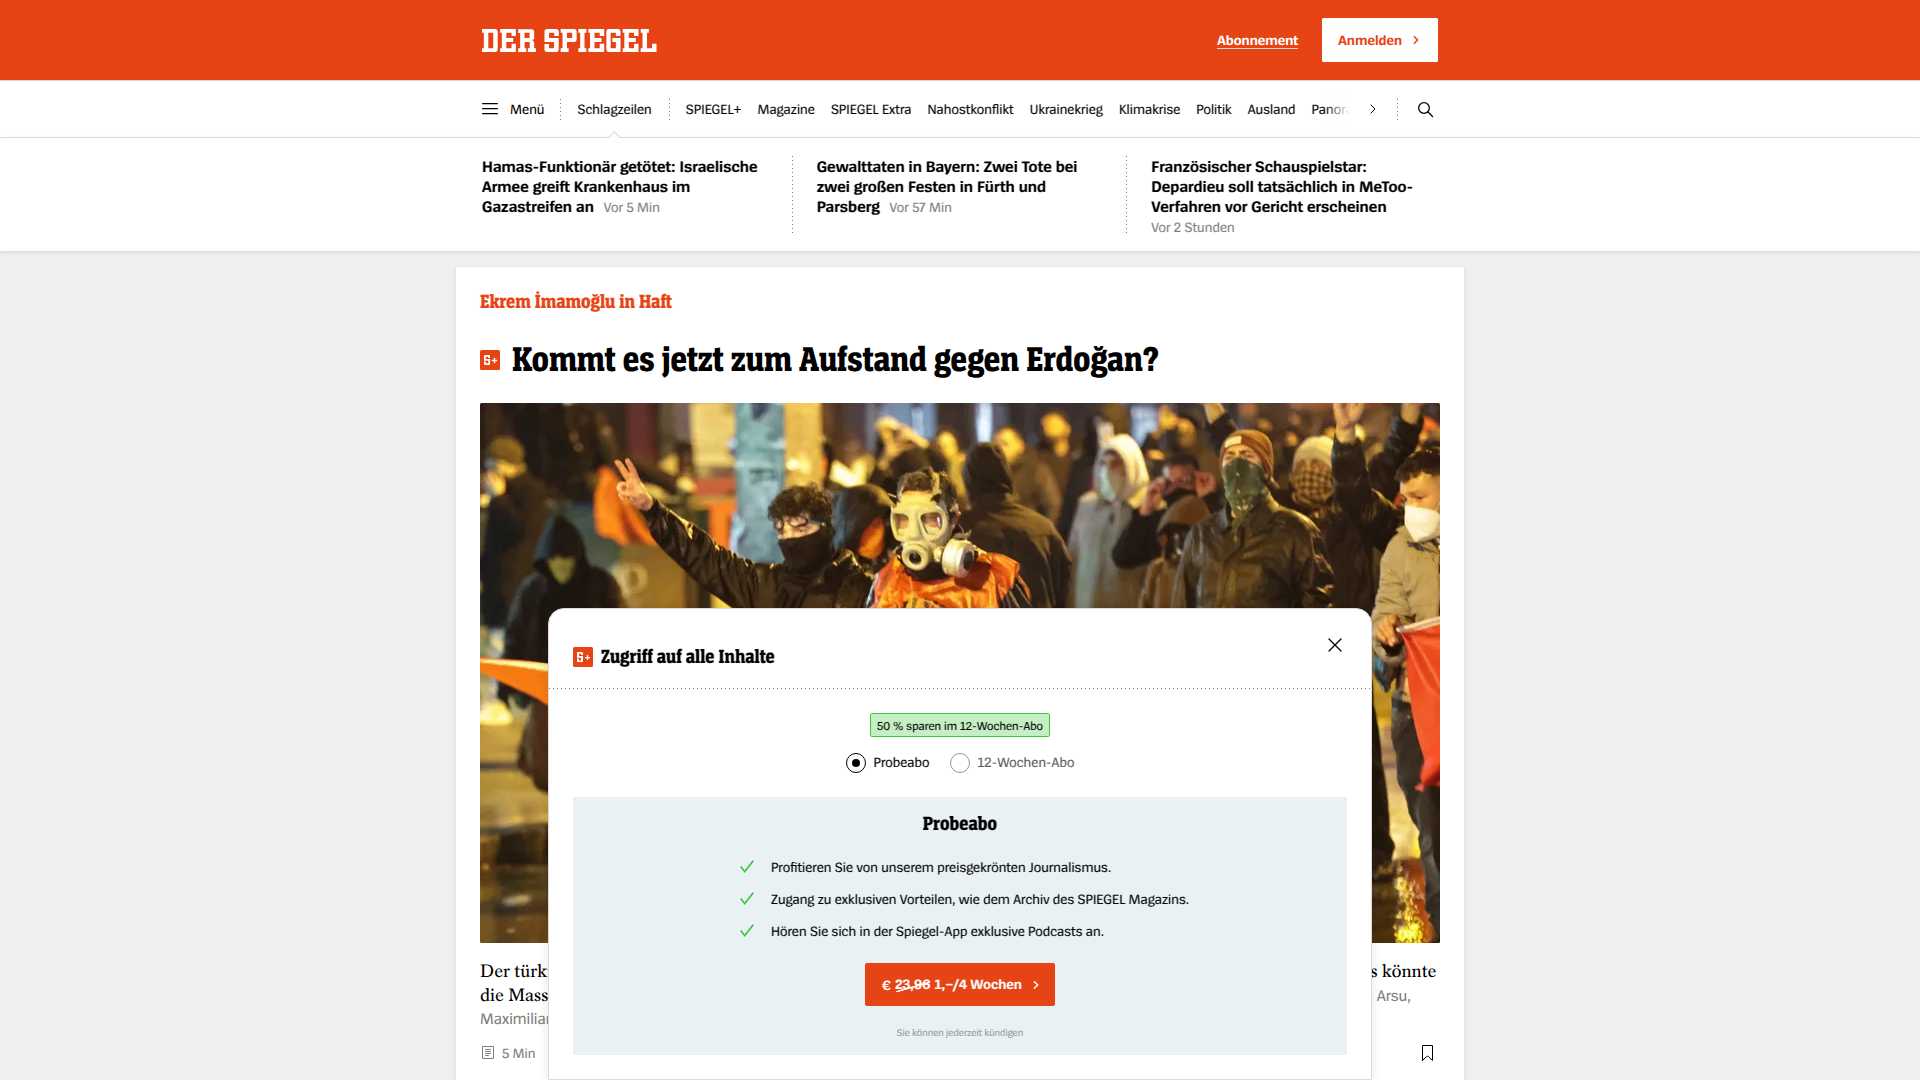 DER SPIEGEL
Abonnement
Anmelden
Menü
Schlagzeilen
SPIEGEL+
Magazine
SPIEGEL Extra
Nahostkonflikt
Ukrainekrieg
Klimakrise
Politik
Ausland
Panor
Hamas-Funktionär getötet: Israelische
Armee greift Krankenhaus im
Gazastreifen an Vor 5 Min
Gewalttaten in Bayern: Zwei Tote bei
zwei großen Festen in Fürth und
Parsberg Vor 57 Min
Französischer Schauspielstar:
Depardieu soll tatsächlich in MeToo-
Verfahren vor Gericht erscheinen
Vor 2 Stunden
Ekrem İmamoğlu in Haft
S+ Kommt es jetzt zum Aufstand gegen Erdoğan?
S+ Zugriff auf alle Inhalte
50 % sparen im 12-Wochen-Abo
Probeabo
12-Wochen-Abo
Probeabo
Profitieren Sie von unserem preisgekrönten Journalismus.
Zugang zu exklusiven Vorteilen, wie dem Archiv des SPIEGEL Magazins.
Hören Sie sich in der Spiegel-App exklusive Podcasts an.
€ 23,96 1,–/4 Wochen
Sie können jederzeit kündigen
Der türk
s könnte
die Mass
Arsu,
Maximilian
5 Min